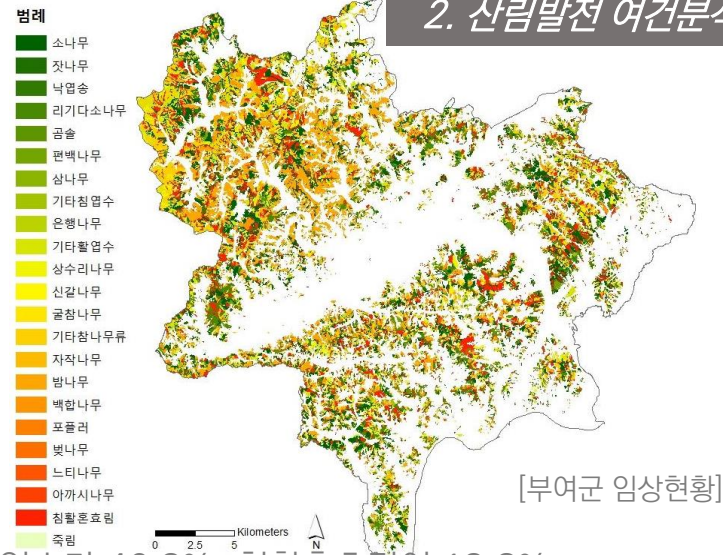 2. 산림발전 여건분석
범례
소나무
잣나무
낙엽송
리기다소나무
곰솔
편백나무
삼나무
기타침엽수
은행나무
기타활엽수
상수리나무
신갈나무
굴참나무
기타참나무류
자작나무
밤나무
백합나무
포플러
벚나무
느티나무
아까시나무
침활혼효림
죽림
[부여군 임상현황]
Kilometers
0 2.5 5
N